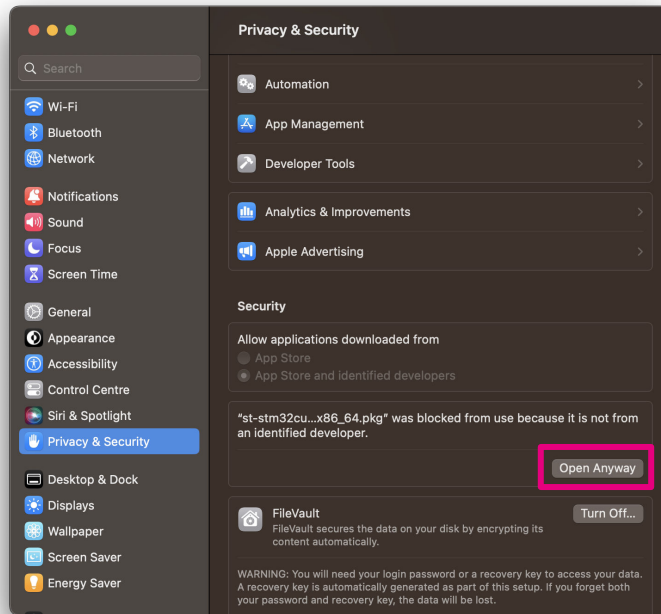 Privacy & Security
Search
Wi-Fi
Bluetooth
Network
Notifications
Sound
Focus
Screen Time
General
Appearance
Accessibility
Control Centre
Siri & Spotlight
Privacy & Security
Desktop & Dock
Displays
Wallpaper
Screen Saver
Energy Saver
Automation
App Management
Developer Tools
Analytics & Improvements
Apple Advertising
Security
Allow applications downloaded from
App Store
App Store and identified developers
“st-stm32cu...x86_64.pkg” was blocked from use because it is not from
an identified developer.
Open Anyway
FileVault
Turn Off...
FileVault secures the data on your disk by encrypting its
content automatically.
WARNING: You will need your login password or a recovery key to access your data.
A recovery key is automatically generated as part of this setup. If you forget both
your password and recovery key, the data will be lost.